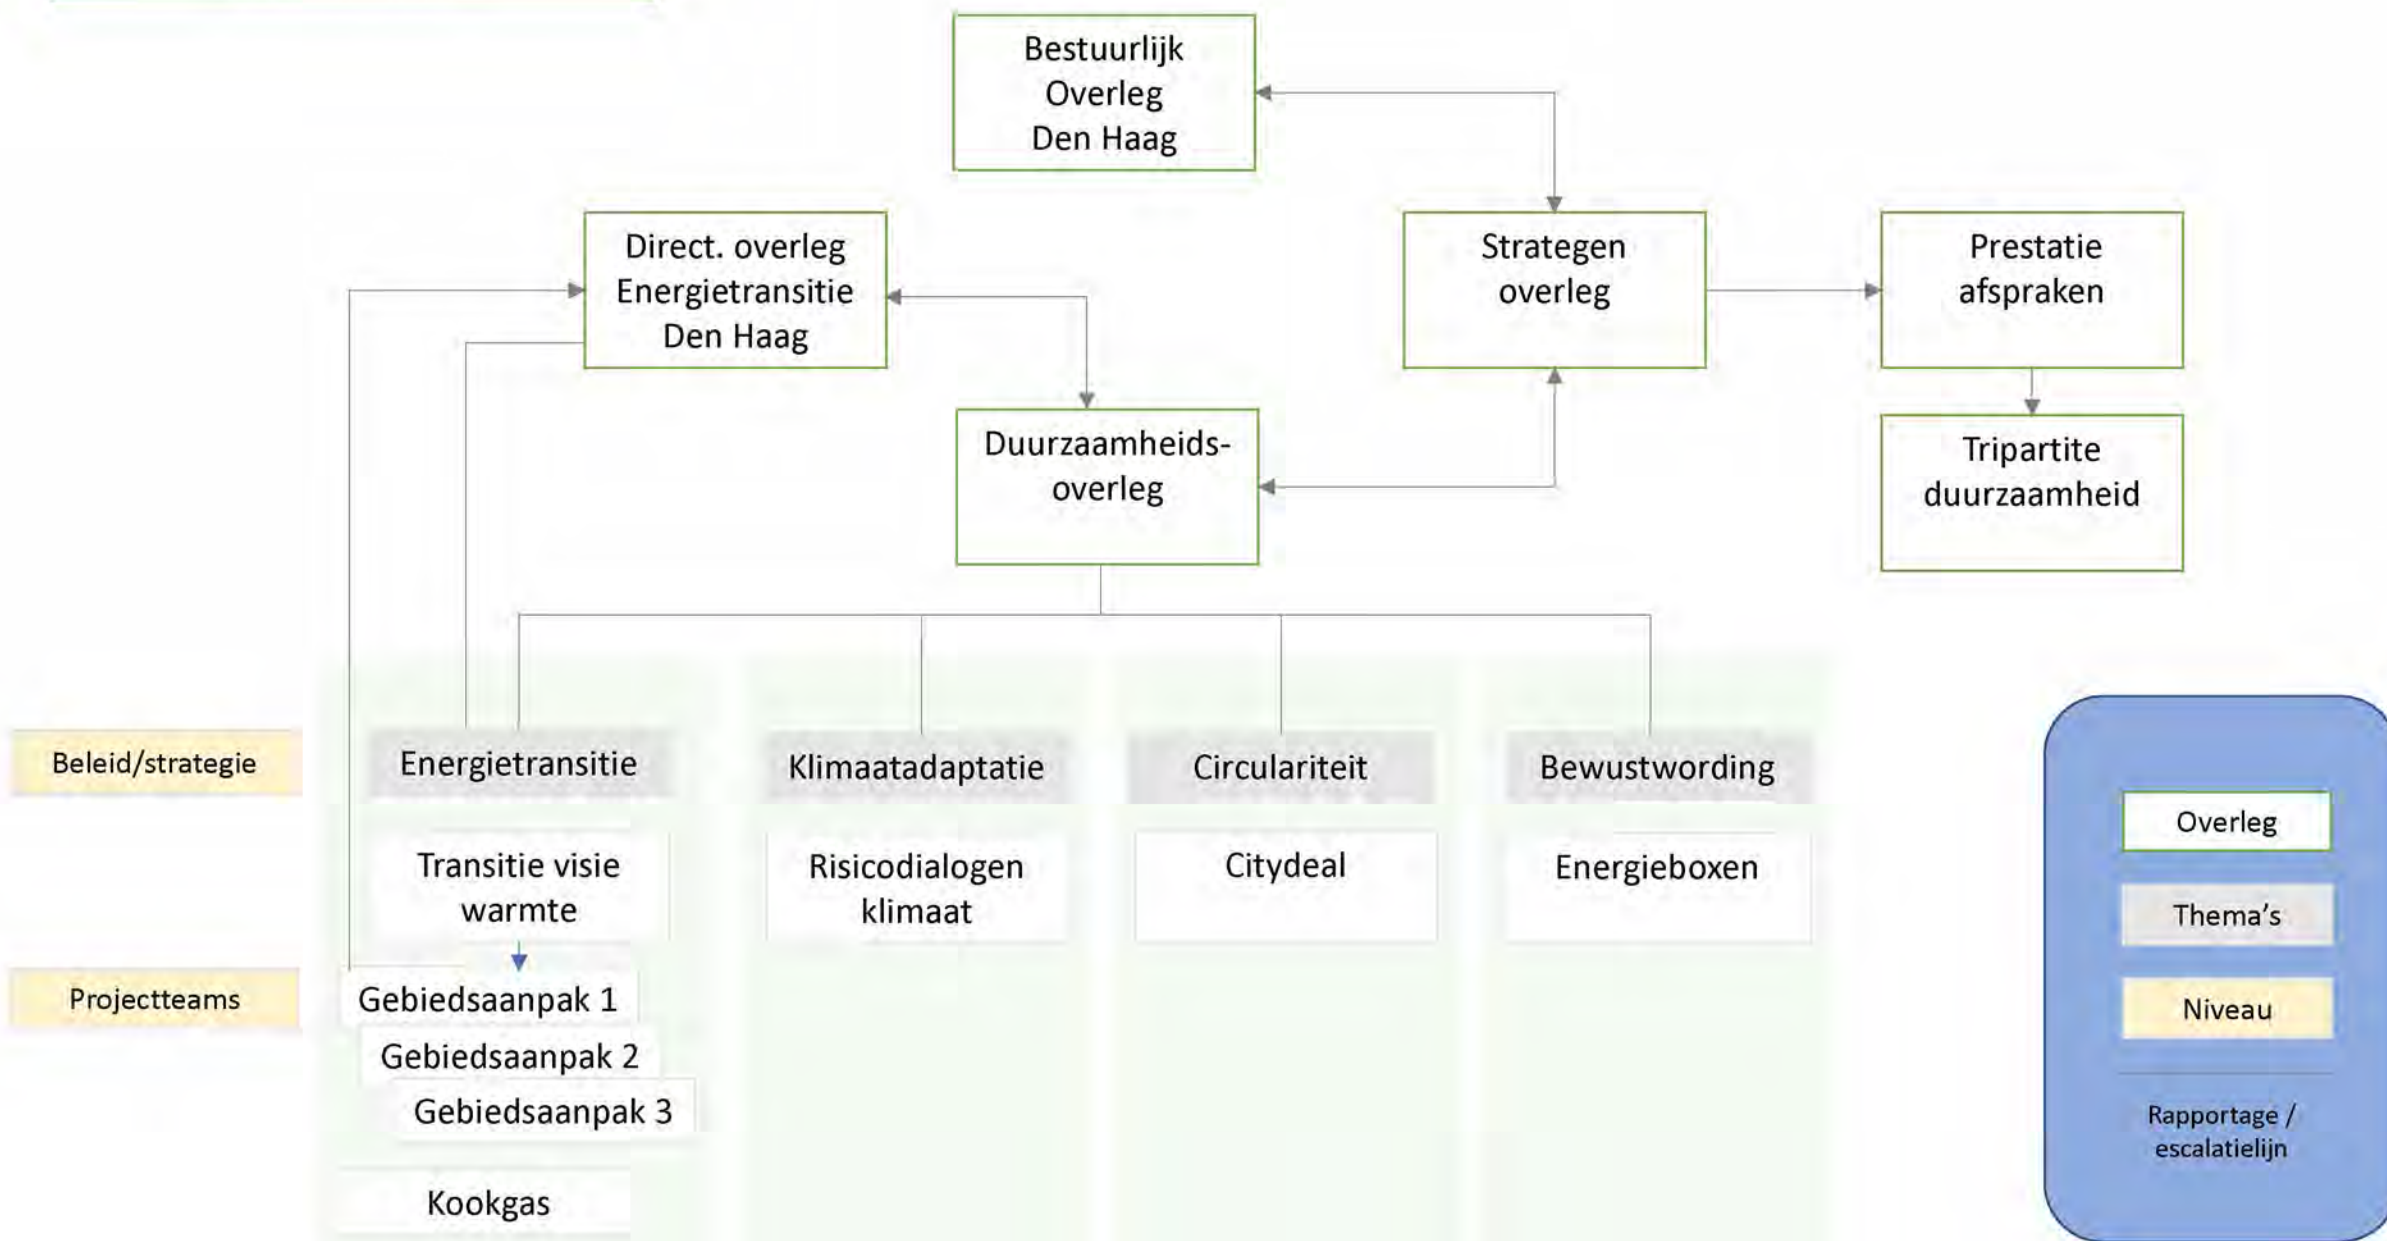 Bestuurlijk
Overleg
Den Haag
Direct. overleg
Energietransitie
Den Haag
Strategen
overleg
Prestatie
afspraken
Duurzaamheids-
overleg
Tripartite
duurzaamheid
Beleid/strategie
Energietransitie
Klimaatadaptatie
Circulariteit
Bewustwording
Transitie visie
warmte
Risicodialogen
klimaat
Citydeal
Energieboxen
Projectteams
Gebiedsaanpak 1
Gebiedsaanpak 2
Gebiedsaanpak 3
Kookgas
Overleg
Thema's
Niveau
Rapportage /
escalatielijn